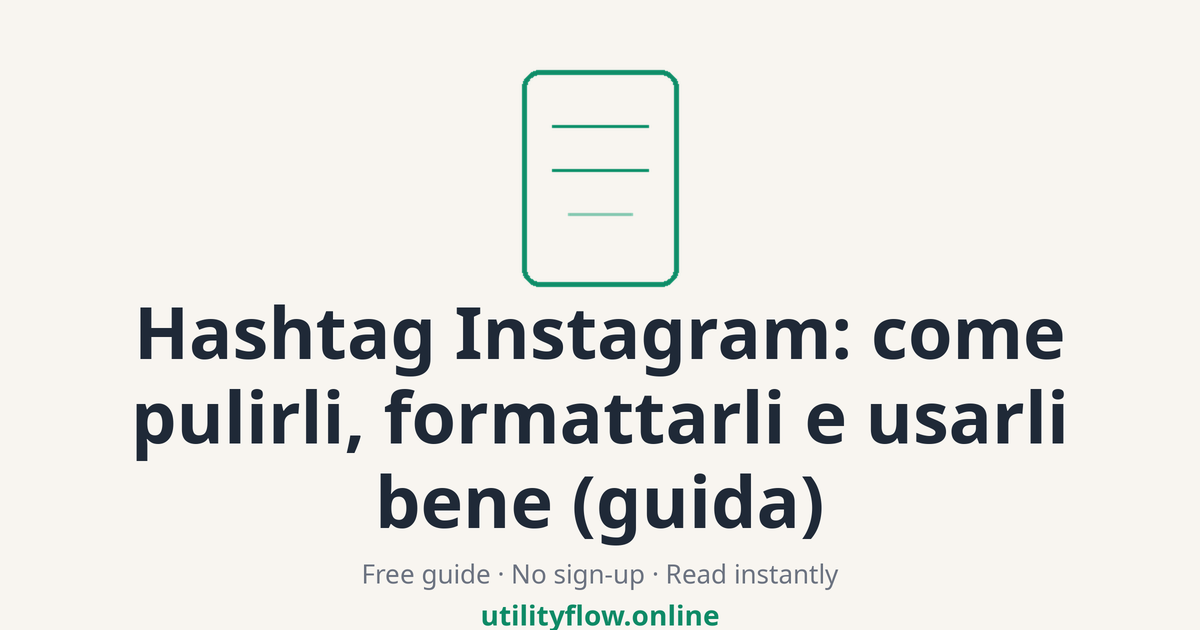 Hashtag Instagram: come
pulirli, formattarli e usarli
bene (guida)
Free guide · No sign-up · Read instantly
utilityflow.online